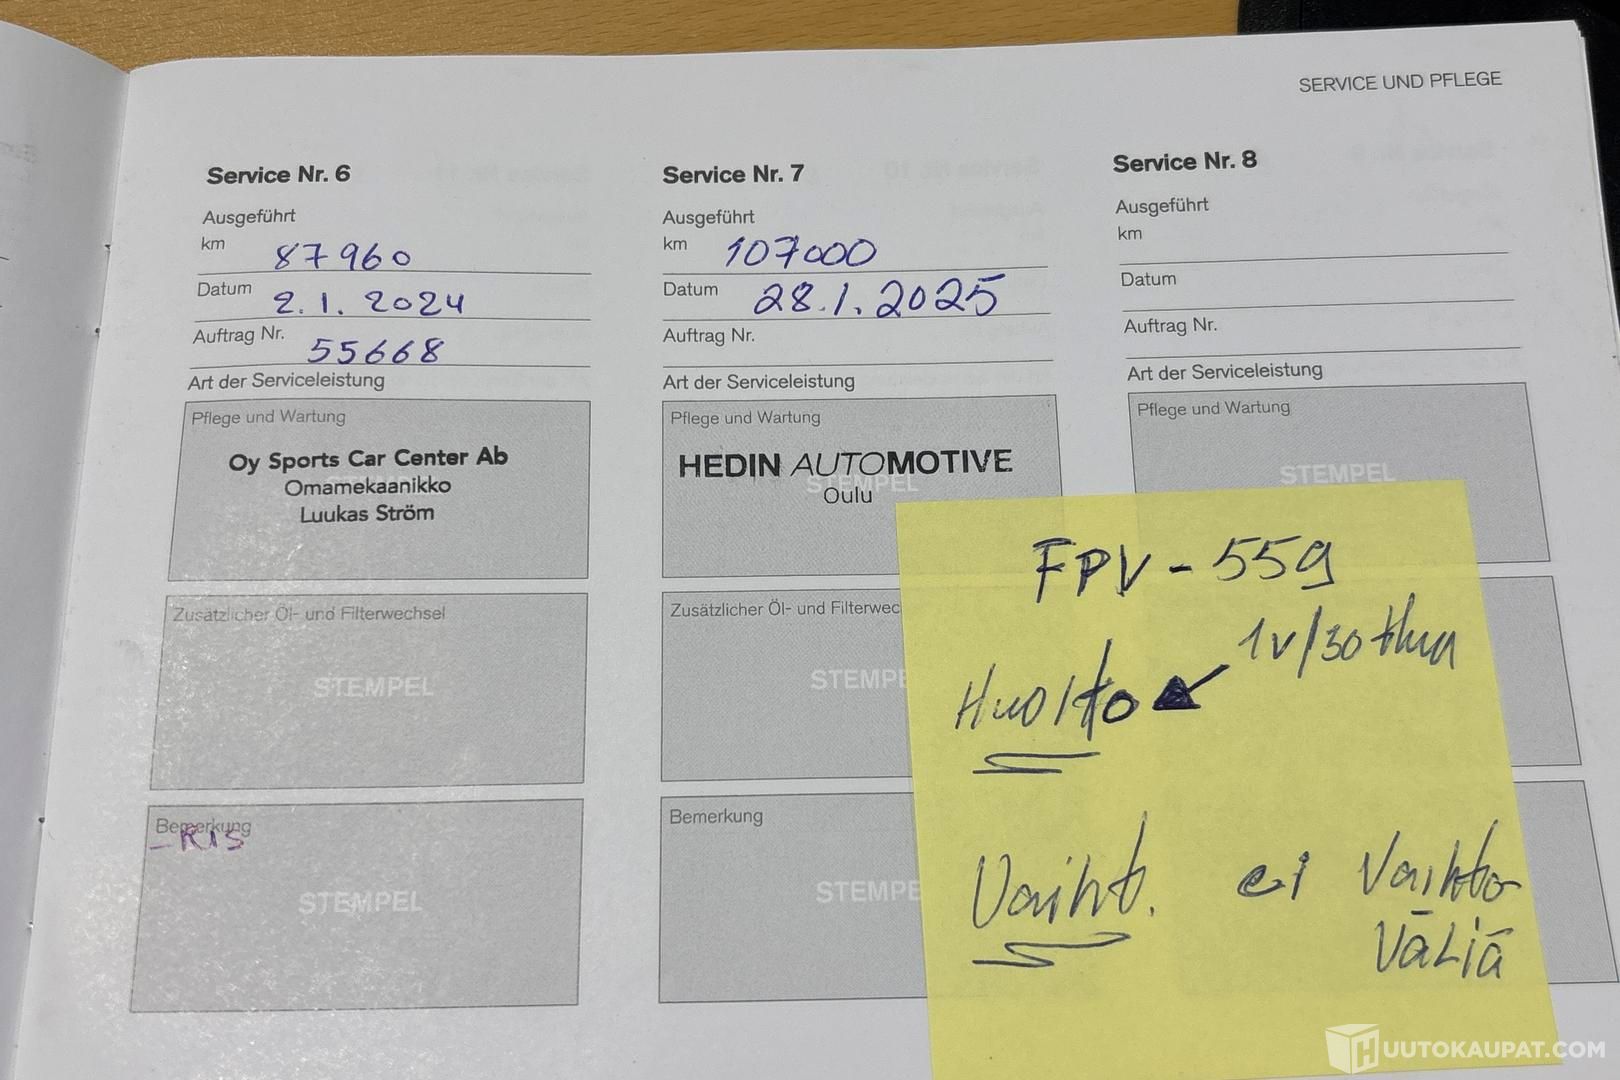 SERVICE UND PFLEGE
Service Nr. 6
Ausgeführt
km 87960
Datum 2.1.2024
Auftrag Nr. 55668
Art der Serviceleistung
Pflege und Wartung
Oy Sports Car Center Ab
Omamekaanikko
Luukas Ström
Zusätzlicher Öl- und Filterwechsel
STEMPEL
Bemerkung
- RIS
STEMPEL
Service Nr. 7
Ausgeführt
km 107000
Datum 28.1.2025
Auftrag Nr.
Art der Serviceleistung
Pflege und Wartung
STEMPEL
HEDIN AUTOMOTIVE
Oulu
Zusätzlicher Öl- und Filterwec
STEMPE
Bemerkung
STEMPE
Service Nr. 8
Ausgeführt
km
Datum
Auftrag Nr.
Art der Serviceleistung
Pflege und Wartung
STEMPEL
FPV-559
1v/30 tkm
Huolto
Vaiht. ei Vaihto
Väliä
HUUTOKAUPAT.COM